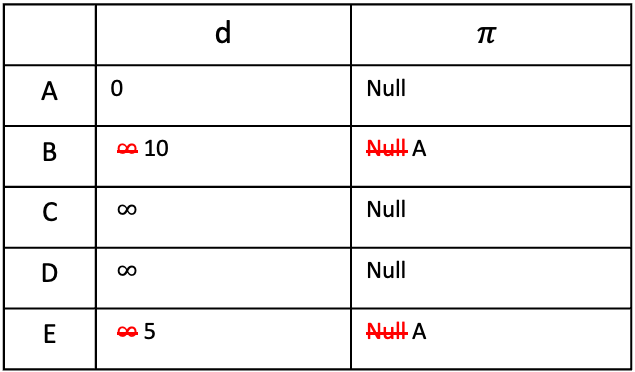 d π
A 0 Null
B ∞ 10 Null A
C ∞ Null
D ∞ Null
E ∞ 5 Null A